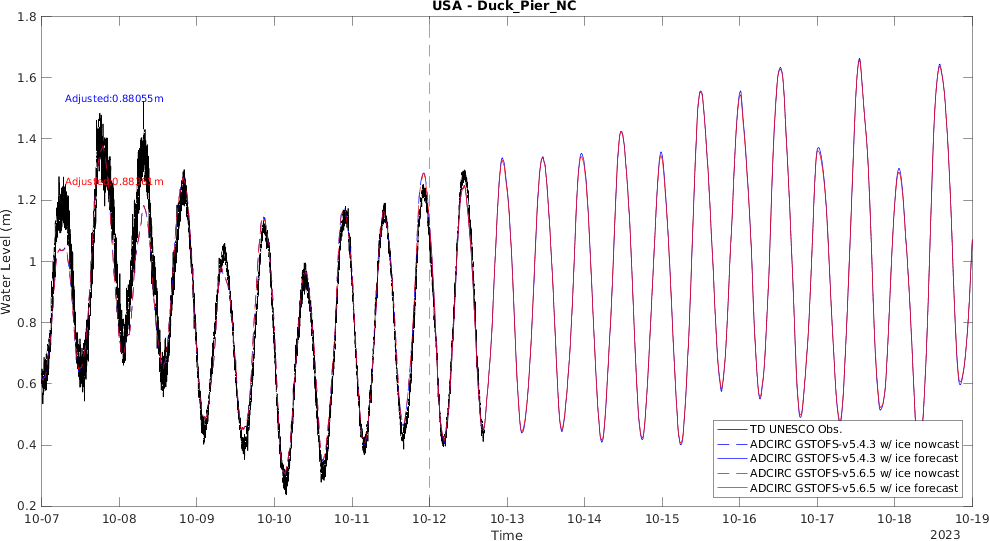 USA - Duck_Pier_NC
1.8
1.6
1.4
1.2
1
0.8
0.6
0.4
0.2
Water Level (m)
Adjusted:0.88055m
10-07 10-08 10-09 10-10 10-11 10-12 10-13 10-14 10-15 10-16 10-17 10-18 10-19
Time
2023
TD UNESCO Obs.
ADCIRC GSTOFS-v5.4.3 w/ ice nowcast
ADCIRC GSTOFS-v5.4.3 w/ ice forecast
ADCIRC GSTOFS-v5.6.5 w/ ice nowcast
ADCIRC GSTOFS-v5.6.5 w/ ice forecast